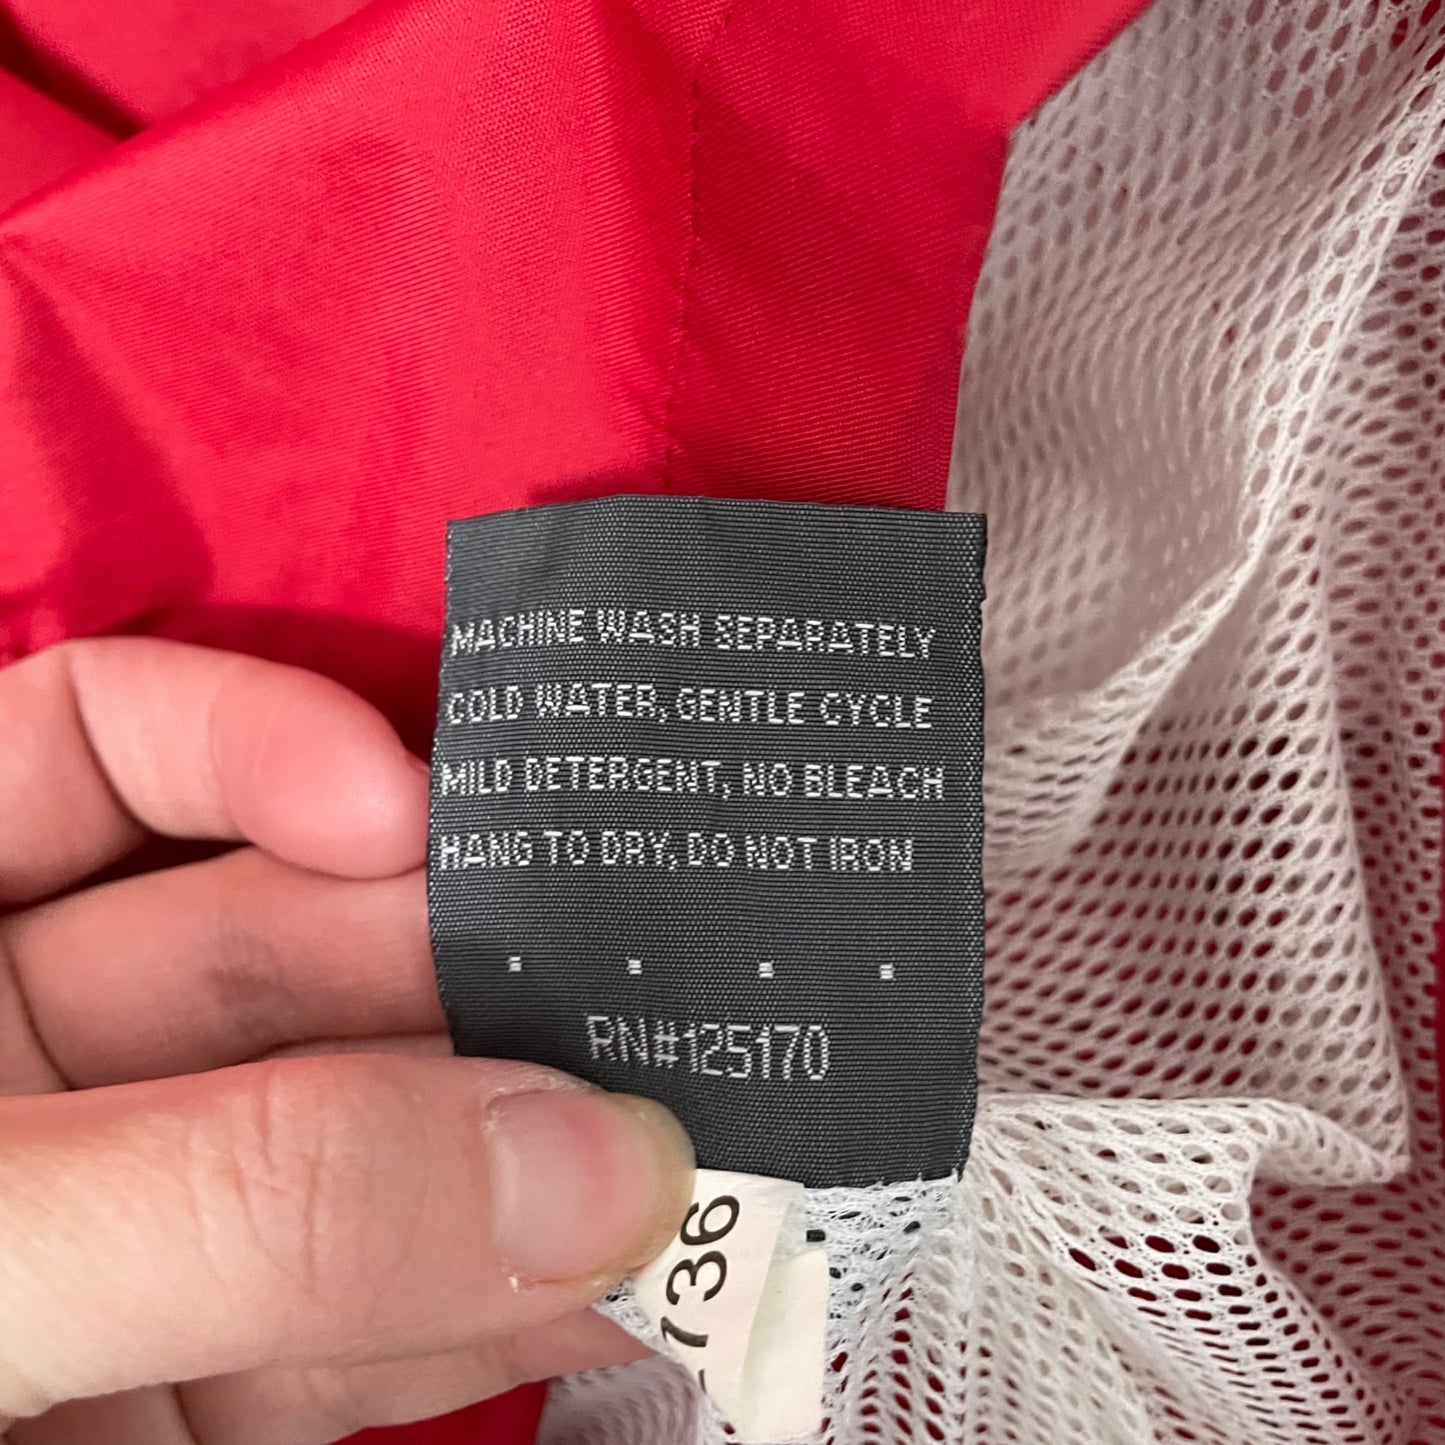 MACHINE WASH SEPARATELY
COLD WATER, GENTLE CYCLE
MILD DETERGENT, NO BLEACH
HANG TO DRY, DO NOT IRON
RN#125170
136